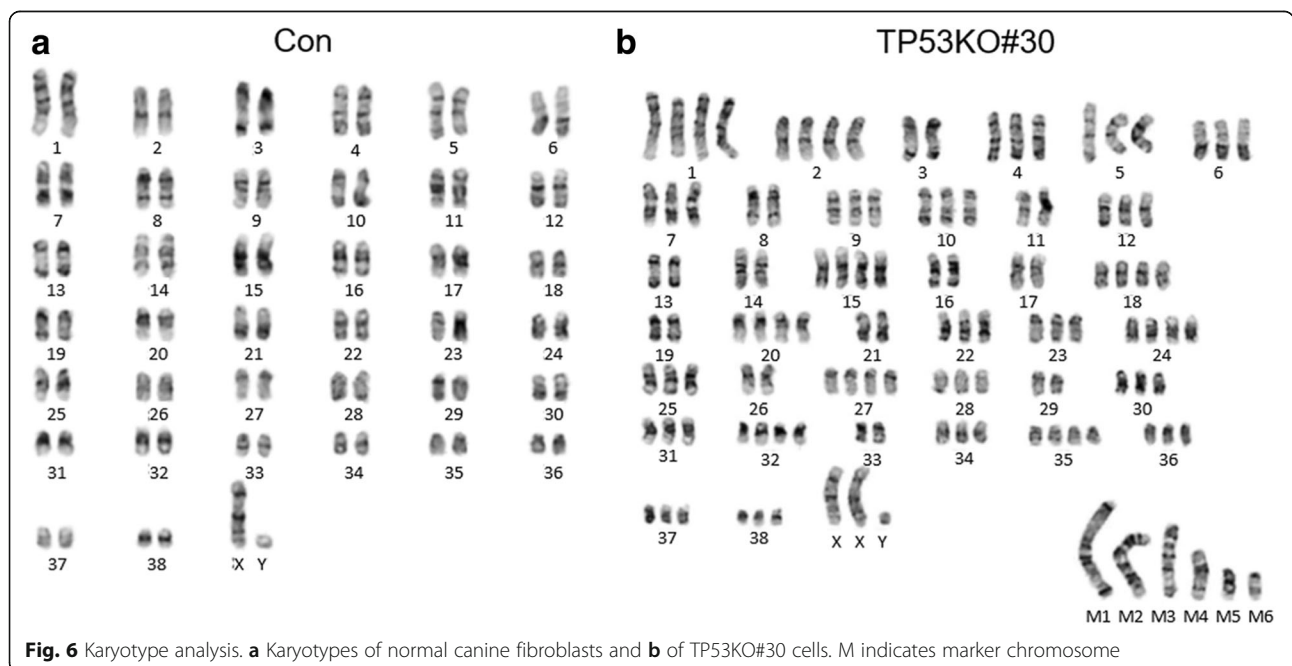 a Con
1 2 3 4 5 6
7 8 9 10 11 12
13 14 15 16 17 18
19 20 21 22 23 24
25 26 27 28 29 30
31 32 33 34 35 36
37 38 X Y
b TP53KO#30
1 2 3 4 5 6
7 8 9 10 11 12
13 14 15 16 17 18
19 20 21 22 23 24
25 26 27 28 29 30
31 32 33 34 35 36
37 38 X X Y
M1 M2 M3 M4 M5 M6
Fig. 6 Karyotype analysis. a Karyotypes of normal canine fibroblasts and b of TP53KO#30 cells. M indicates marker chromosome